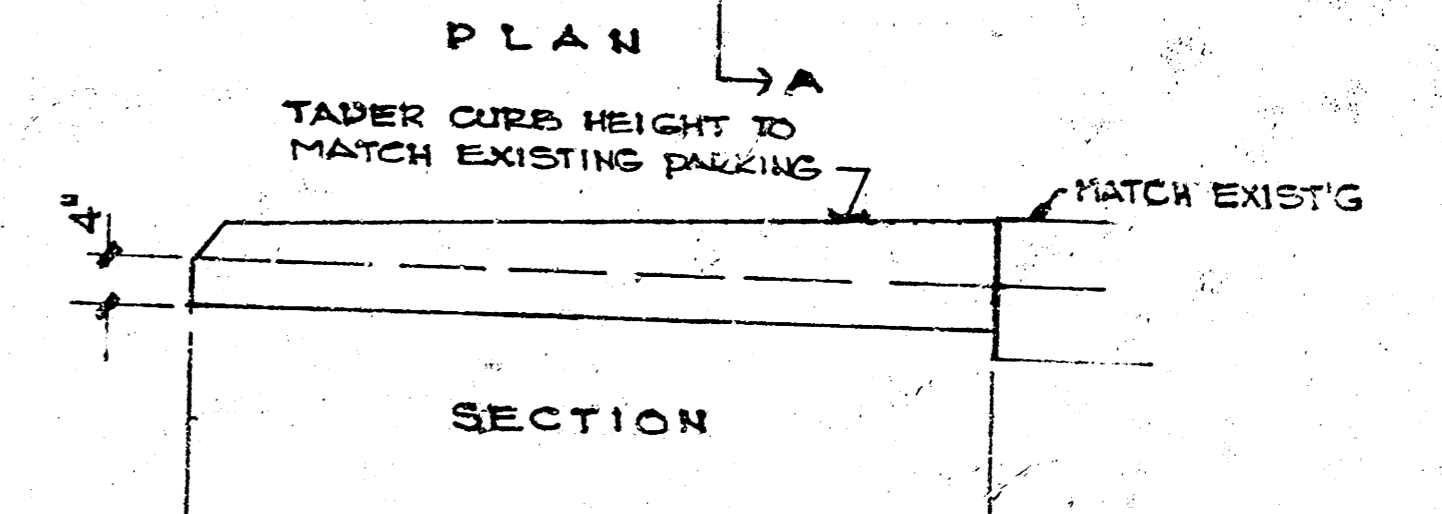 PLAN
A
TAPER CURB HEIGHT TO
MATCH EXISTING PARKING
MATCH EXIST'G
4"
SECTION